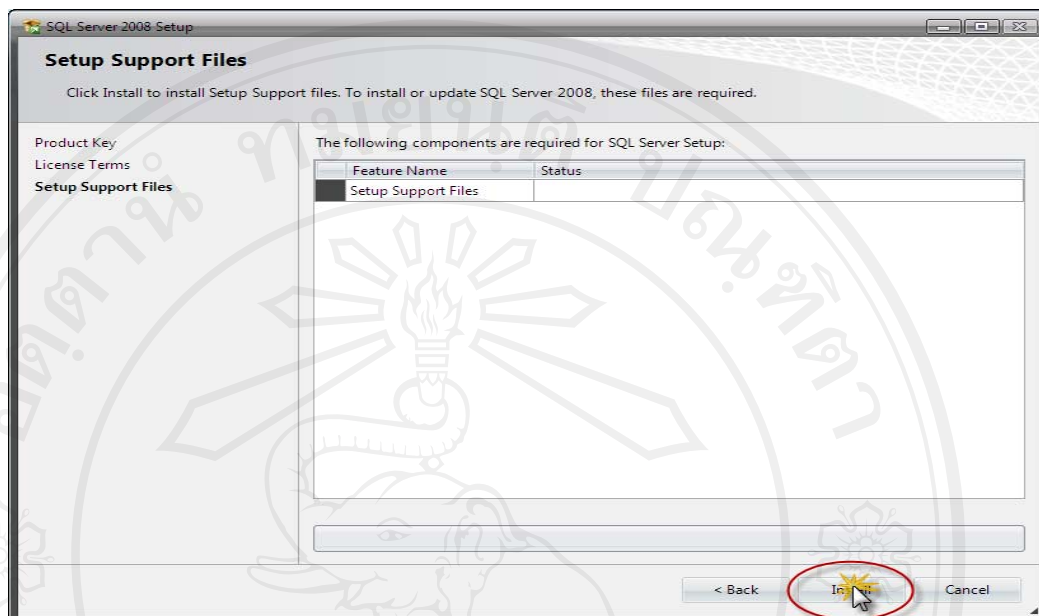 SQL Server 2008 Setup
Setup Support Files
Click Install to install Setup Support files. To install or update SQL Server 2008, these files are required.
Product Key
License Terms
Setup Support Files
The following components are required for SQL Server Setup:
Feature Name Status
Setup Support Files
< Back Install Cancel